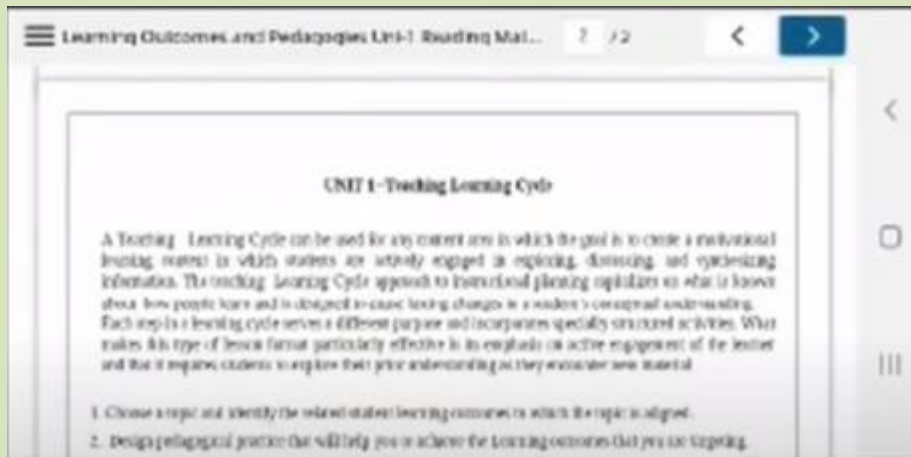 Learning Outcomes and Pedagogies Unit-1 Reading Mat... 2 / 2
UNIT 1 - Teaching Learning Cycle
A Teaching Learning Cycle can be used for any content area in which the goal is to create a motivational
learning context in which students are actively engaged in exploring, discussing, and synthesizing
information. The teaching Learning Cycle approach to instructional planning capitalizes on what is known
about how people learn and is designed to cause lasting changes in a student's conceptual understanding.
Each step in a learning cycle serves a different purpose and incorporates specially structured activities. What
makes this type of lesson format particularly effective is its emphasis on active engagement of the learner
and that it requires students to explore their prior understanding as they encounter new material
1. Choose a topic and identify the related student learning outcomes to which the topic is aligned.
2. Design pedagogical practice that will help you to achieve the Learning outcomes that you are targeting.